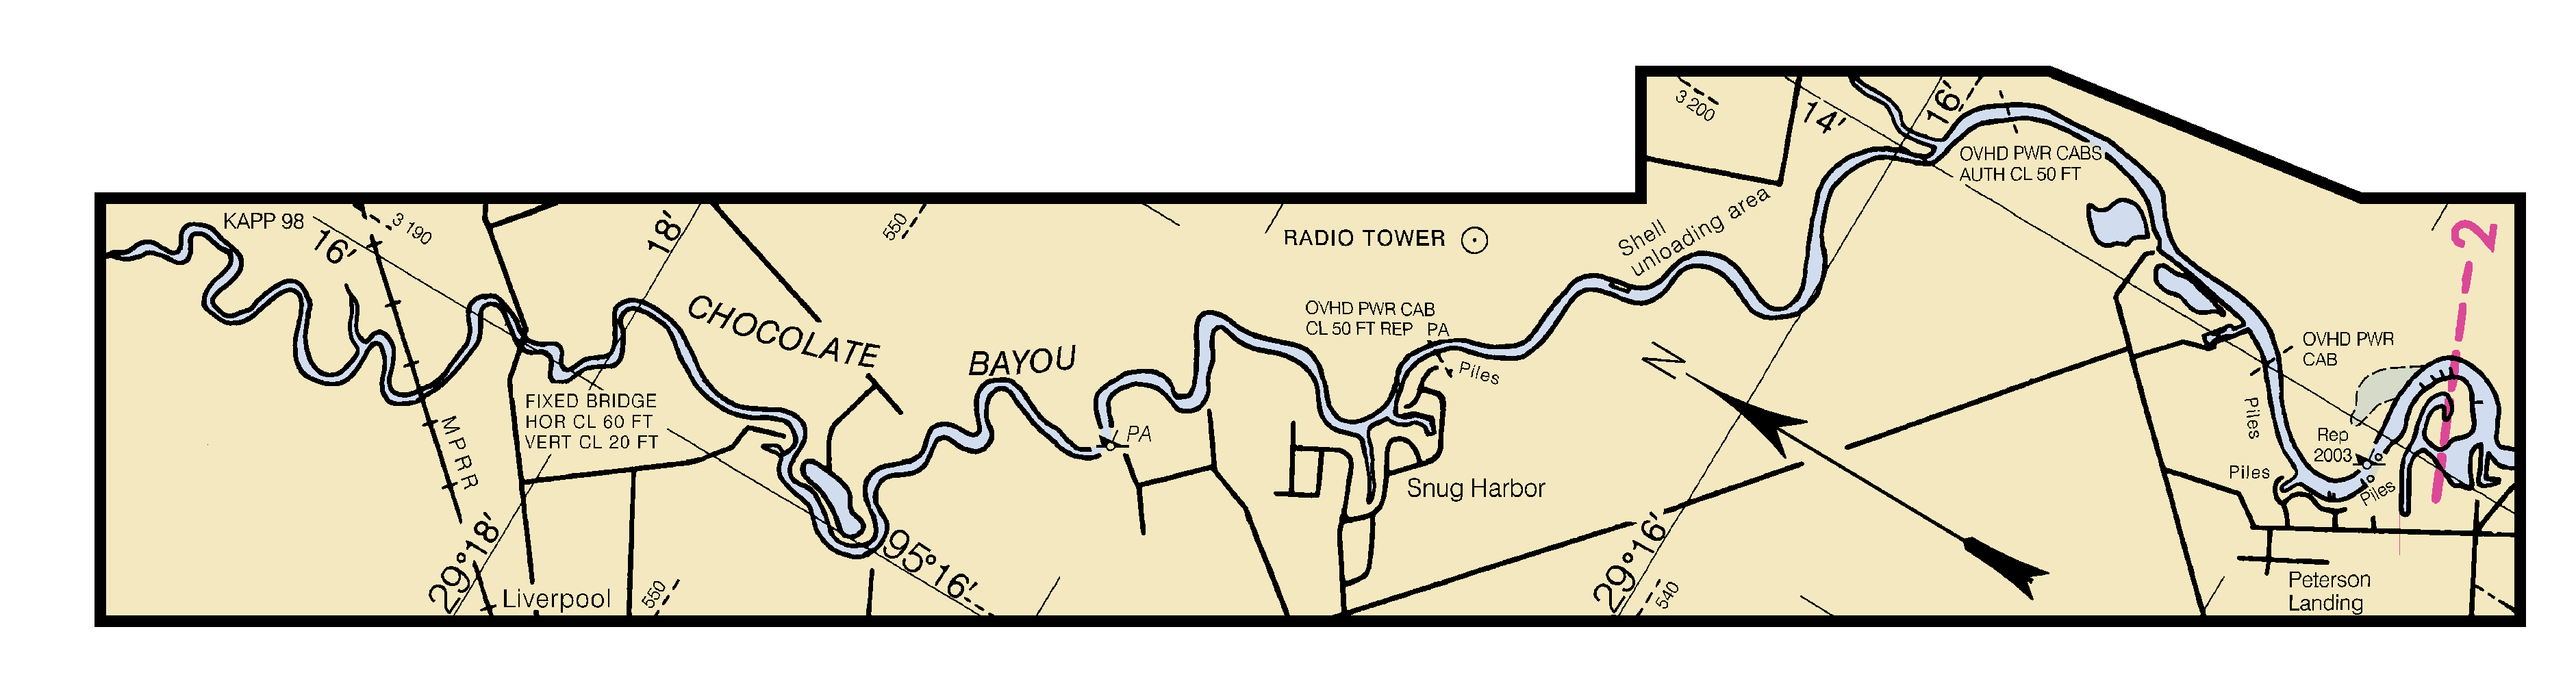 3 200
14'
16'
OVHD PWR CABS
AUTH CL 50 FT
KAPP 98
16'
3 190
18'
550
RADIO TOWER
Shell
unloading area
2
CHOCOLATE
BAYOU
OVHD PWR CAB
CL 50 FT REP PA
Piles
N
OVHD PWR
CAB
FIXED BRIDGE
HOR CL 60 FT
VERT CL 20 FT
MPRR
PA
Piles
Rep
2003
Piles
Piles
Snug Harbor
29°18'
95°16'
29°16'
Liverpool
550
540
Peterson
Landing